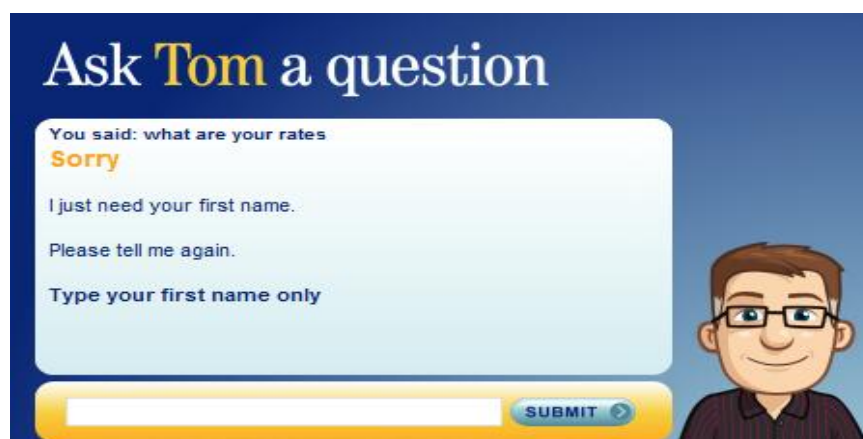 Ask Tom a question
You said: what are your rates
Sorry
I just need your first name.
Please tell me again.
Type your first name only
SUBMIT